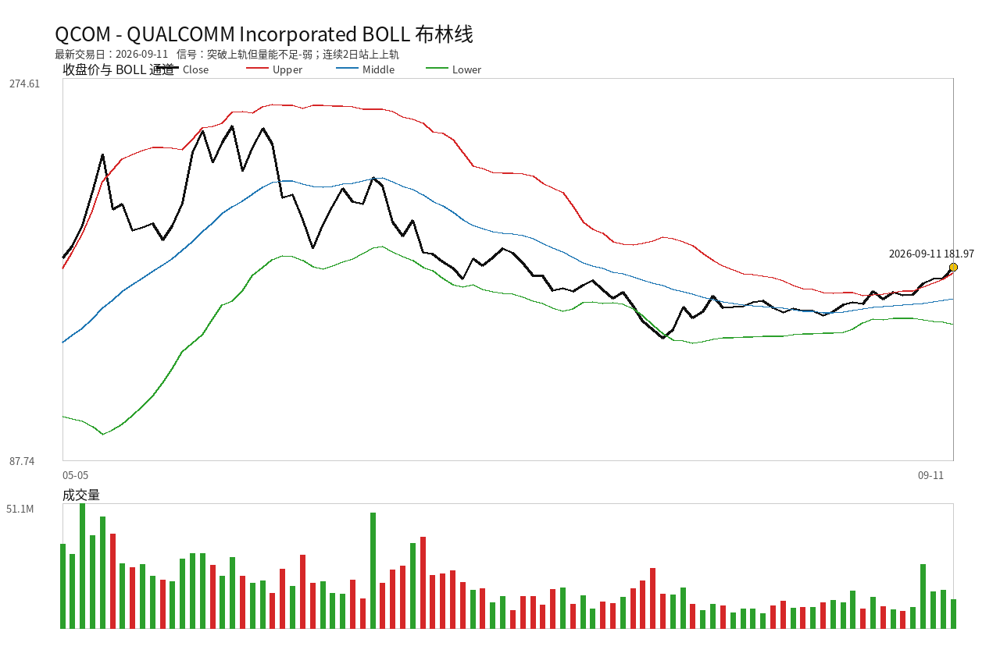 QCOM - QUALCOMM Incorporated BOLL 布林线
最新交易日：2026-09-11 信号：突破上轨但量能不足-弱；连续2日站上上轨
收盘价与 BOLL 通道 Close Upper Middle Lower
274.61
2026-09-11 181.97
87.74
05-05 09-11
成交量
51.1M